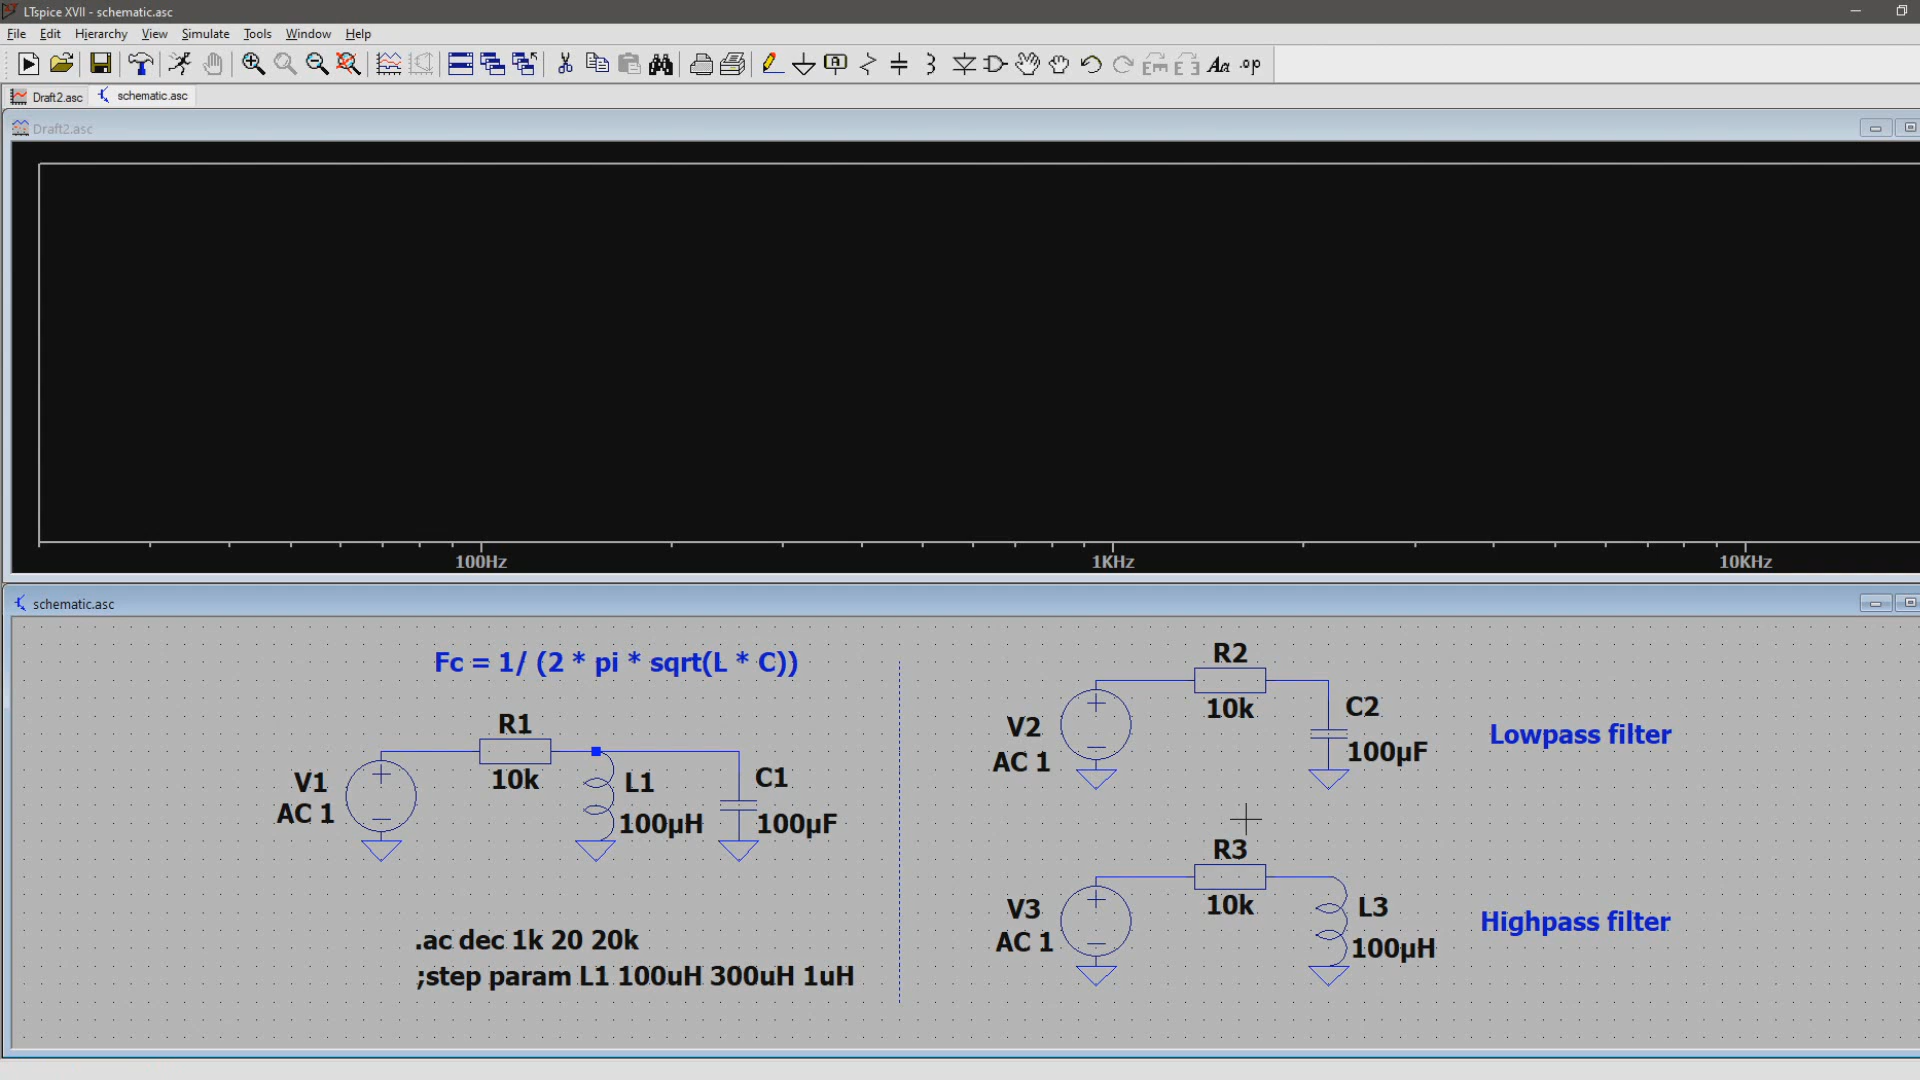 LTspice XVII - schematic.asc
File Edit Hierarchy View Simulate Tools Window Help
Aa .op
Draft2.asc schematic.asc
Draft2.asc
100Hz 1KHz 10KHz
schematic.asc
Fc = 1/ (2 * pi * sqrt(L * C))
R1
10k
V1
AC 1
L1
100µH
C1
100µF
.ac dec 1k 20 20k
;step param L1 100uH 300uH 1uH
R2
10k
V2
AC 1
C2
100µF
Lowpass filter
R3
10k
V3
AC 1
L3
100µH
Highpass filter